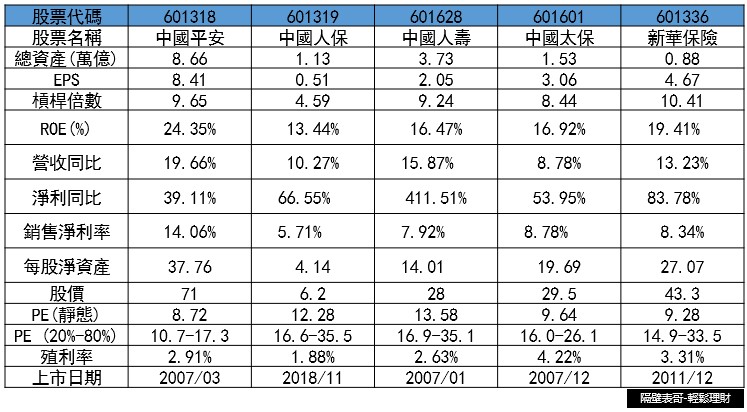 股票代碼 601318 601319 601628 601601 601336
股票名稱 中國平安 中國人保 中國人壽 中國太保 新華保險
總資產(萬億) 8.66 1.13 3.73 1.53 0.88
EPS 8.41 0.51 2.05 3.06 4.67
槓桿倍數 9.65 4.59 9.24 8.44 10.41
ROE(%) 24.35% 13.44% 16.47% 16.92% 19.41%
營收同比 19.66% 10.27% 15.87% 8.78% 13.23%
淨利同比 39.11% 66.55% 411.51% 53.95% 83.78%
銷售淨利率 14.06% 5.71% 7.92% 8.78% 8.34%
每股淨資產 37.76 4.14 14.01 19.69 27.07
股價 71 6.2 28 29.5 43.3
PE(靜態) 8.72 12.28 13.58 9.64 9.28
PE (20%-80%) 10.7-17.3 16.6-35.5 16.9-35.1 16.0-26.1 14.9-33.5
殖利率 2.91% 1.88% 2.63% 4.22% 3.31%
上市日期 2007/03 2018/11 2007/01 2007/12 2011/12
隔壁表哥-輕鬆理財